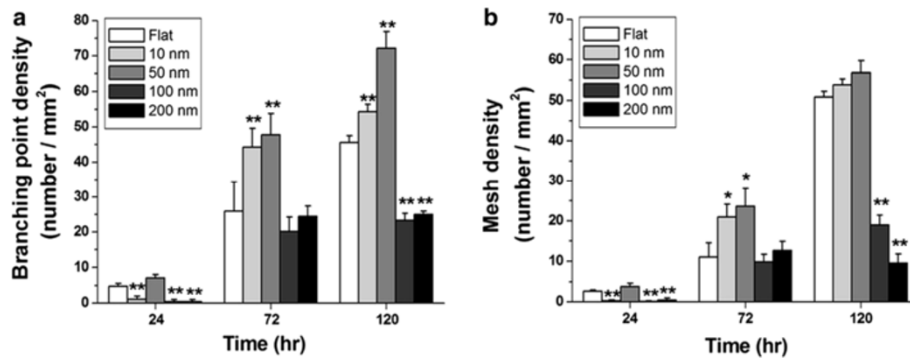 a
Branching point density
(number / mm²)
80
70
60
50
40
30
20
10
0
Flat
10 nm
50 nm
100 nm
200 nm
**
**
**
**
**
**
**
** **
24
72
120
Time (hr)
b
Mesh density
(number / mm²)
70
60
50
40
30
20
10
0
Flat
10 nm
50 nm
100 nm
200 nm
**
**
**
*
*
**
**
24
72
120
Time (hr)